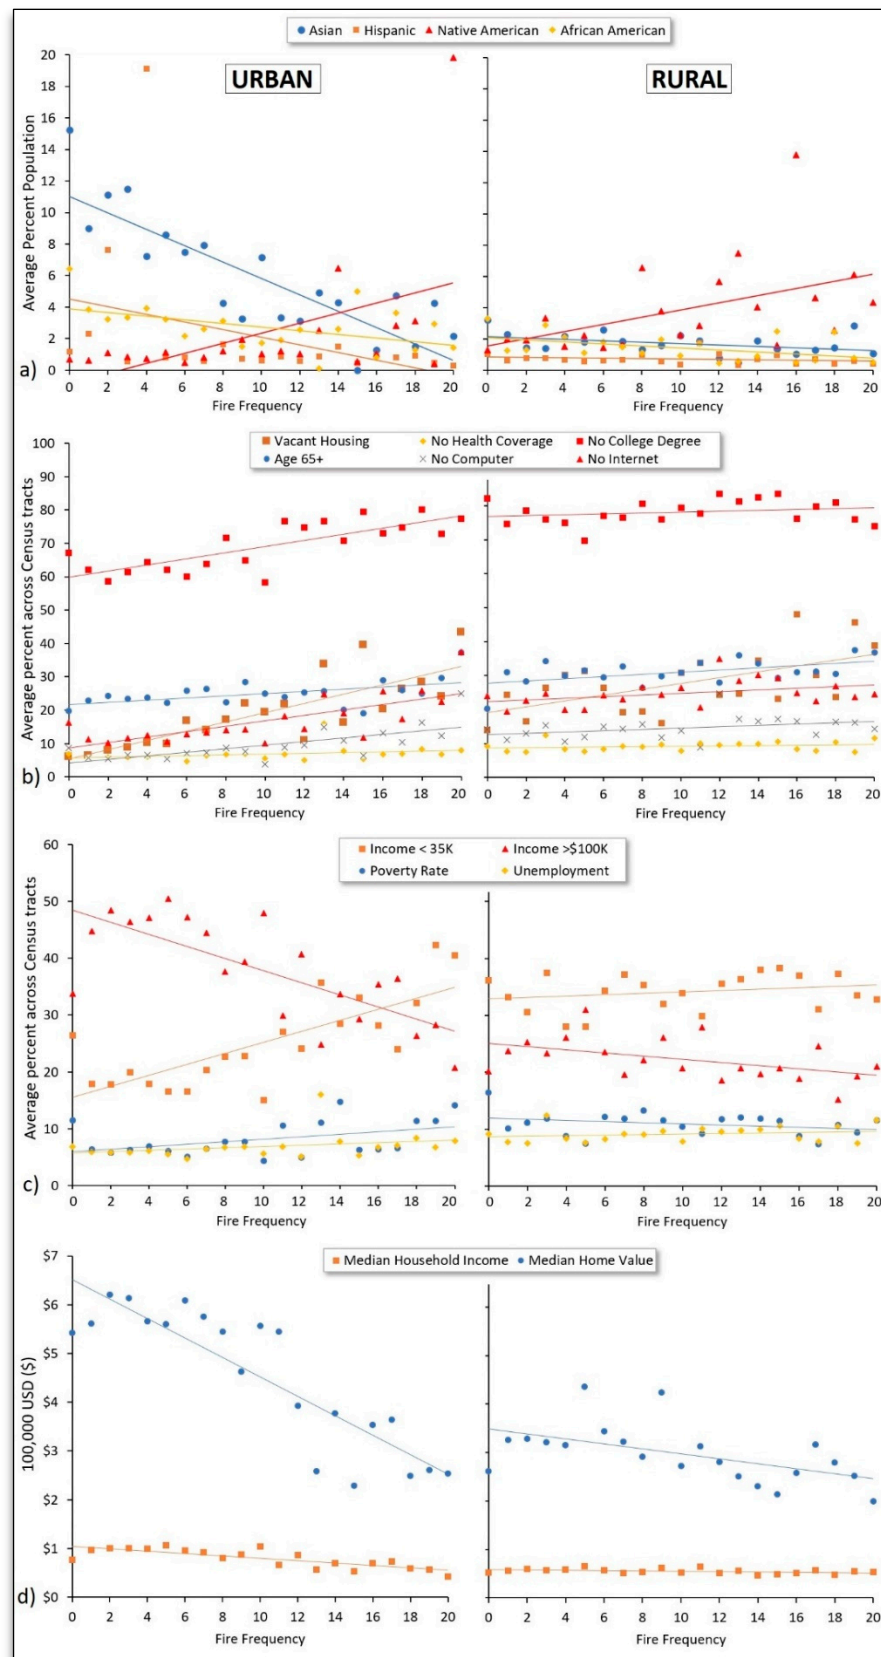 Asian Hispanic Native American African American
URBAN RURAL
Average Percent Population
20
18
16
14
12
10
8
6
4
2
0
0 2 4 6 8 10 12 14 16 18 20 0 2 4 6 8 10 12 14 16 18 20
a) Fire Frequency Fire Frequency
Vacant Housing No Health Coverage No College Degree
Age 65+ No Computer No Internet
Average percent across Census tracts
100
90
80
70
60
50
40
30
20
10
0
0 2 4 6 8 10 12 14 16 18 20 0 2 4 6 8 10 12 14 16 18 20
b) Fire Frequency Fire Frequency
Income < 35K Income >$100K
Poverty Rate Unemployment
Average percent across Census tracts
60
50
40
30
20
10
0
0 2 4 6 8 10 12 14 16 18 20 0 2 4 6 8 10 12 14 16 18 20
c) Fire Frequency Fire Frequency
Median Household Income Median Home Value
100,000 USD ($)
$7
$6
$5
$4
$3
$2
$1
$0
0 2 4 6 8 10 12 14 16 18 20 0 2 4 6 8 10 12 14 16 18 20
d) Fire Frequency Fire Frequency